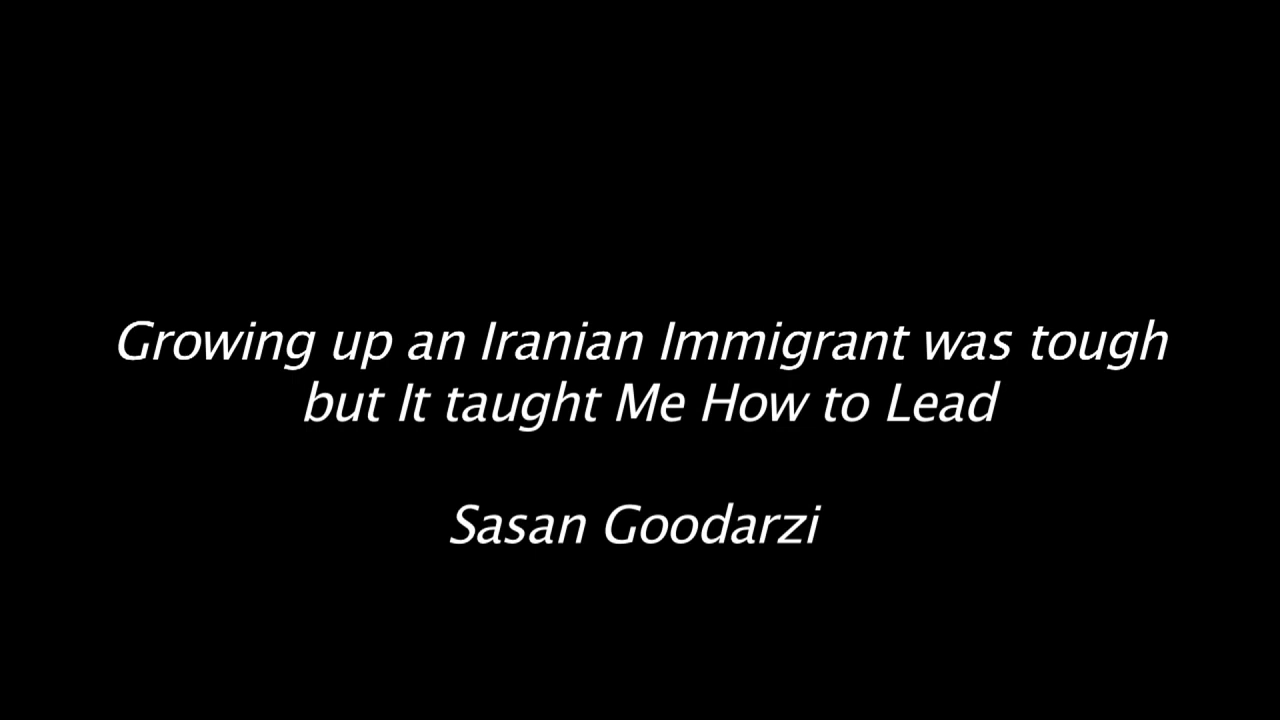 Growing up an Iranian Immigrant was tough
but It taught Me How to Lead
Sasan Goodarzi